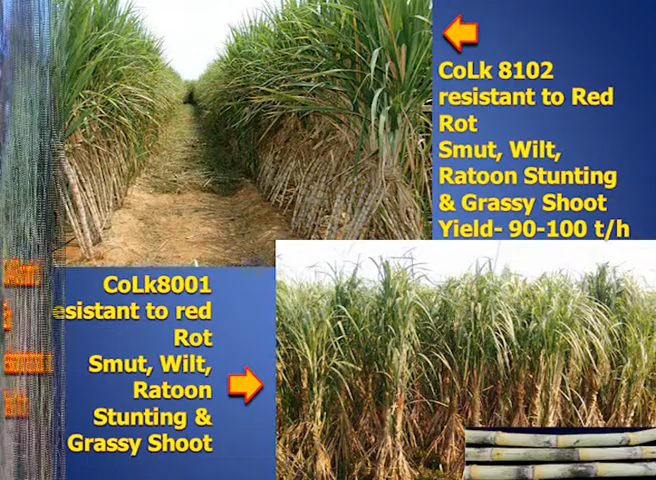 CoLk 8102
resistant to Red
Rot
Smut, Wilt,
Ratoon Stunting
& Grassy Shoot
Yield- 90-100 t/h
CoLk8001
esistant to red
Rot
Smut, Wilt,
Ratoon
Stunting &
Grassy Shoot